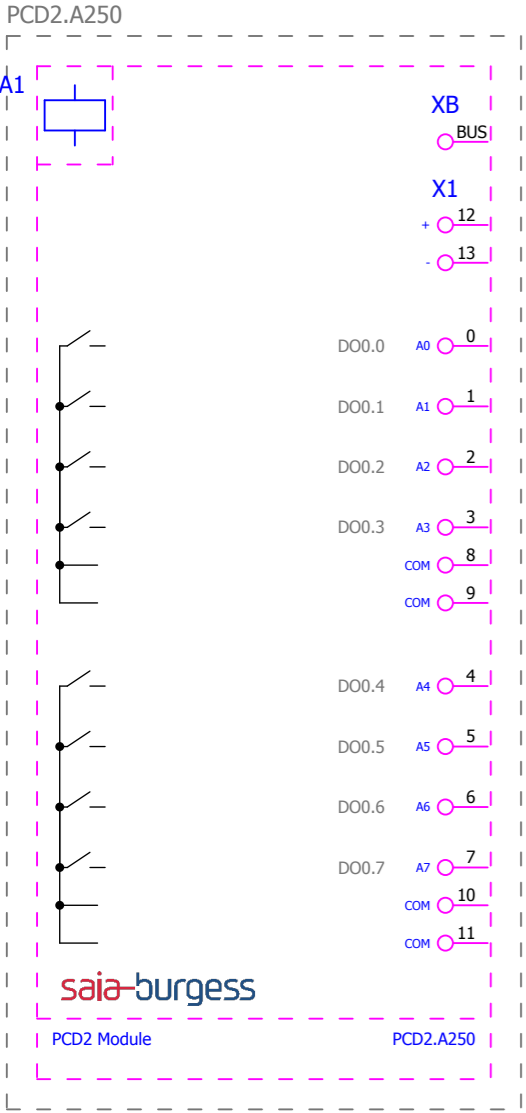 PCD2.A250
A1
XB
BUS
X1
+ 12
- 13
DO0.0 A0 0
DO0.1 A1 1
DO0.2 A2 2
DO0.3 A3 3
COM 8
COM 9
DO0.4 A4 4
DO0.5 A5 5
DO0.6 A6 6
DO0.7 A7 7
COM 10
COM 11
saia-burgess
PCD2 Module PCD2.A250